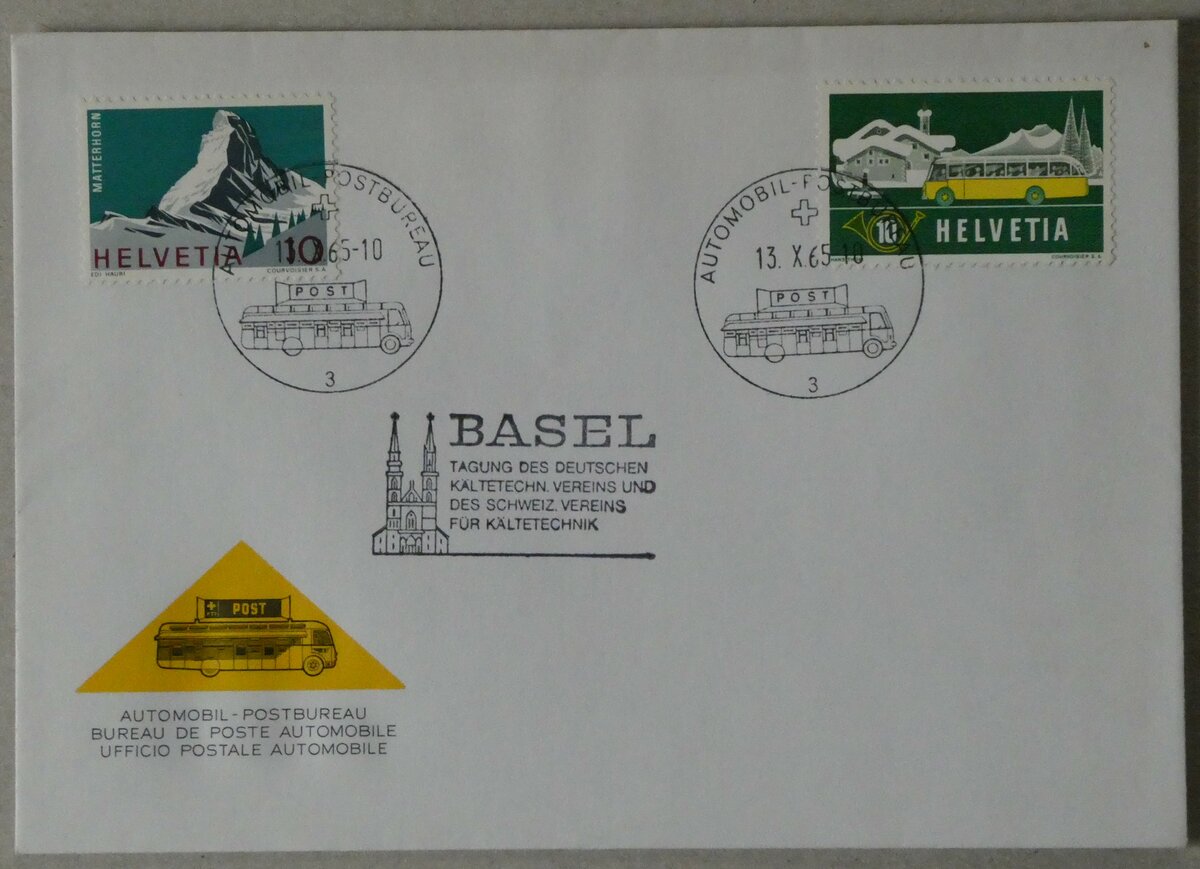 MATTERHORN
HELVETIA 10
EDI HAURI
COURVOISIER S.A.
AUTOMOBIL-POSTBUREAU
13. X 65-10
POST
3
10 HELVETIA
COURVOISIER S.A.
AUTOMOBIL-POSTBUREAU
13. X 65-10
POST
3
BASEL
TAGUNG DES DEUTSCHEN
KÄLTETECHN. VEREINS UND
DES SCHWEIZ. VEREINS
FÜR KÄLTETECHNIK
POST
AUTOMOBIL-POSTBUREAU
BUREAU DE POSTE AUTOMOBILE
UFFICIO POSTALE AUTOMOBILE